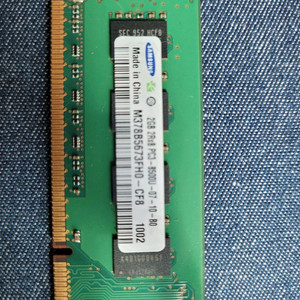 SEC 952 HCF8
SAMSUNG
Made in China
2GB 2Rx8 PC3-8500U-07-10-B0
M378B5673FH0-CF8
1002